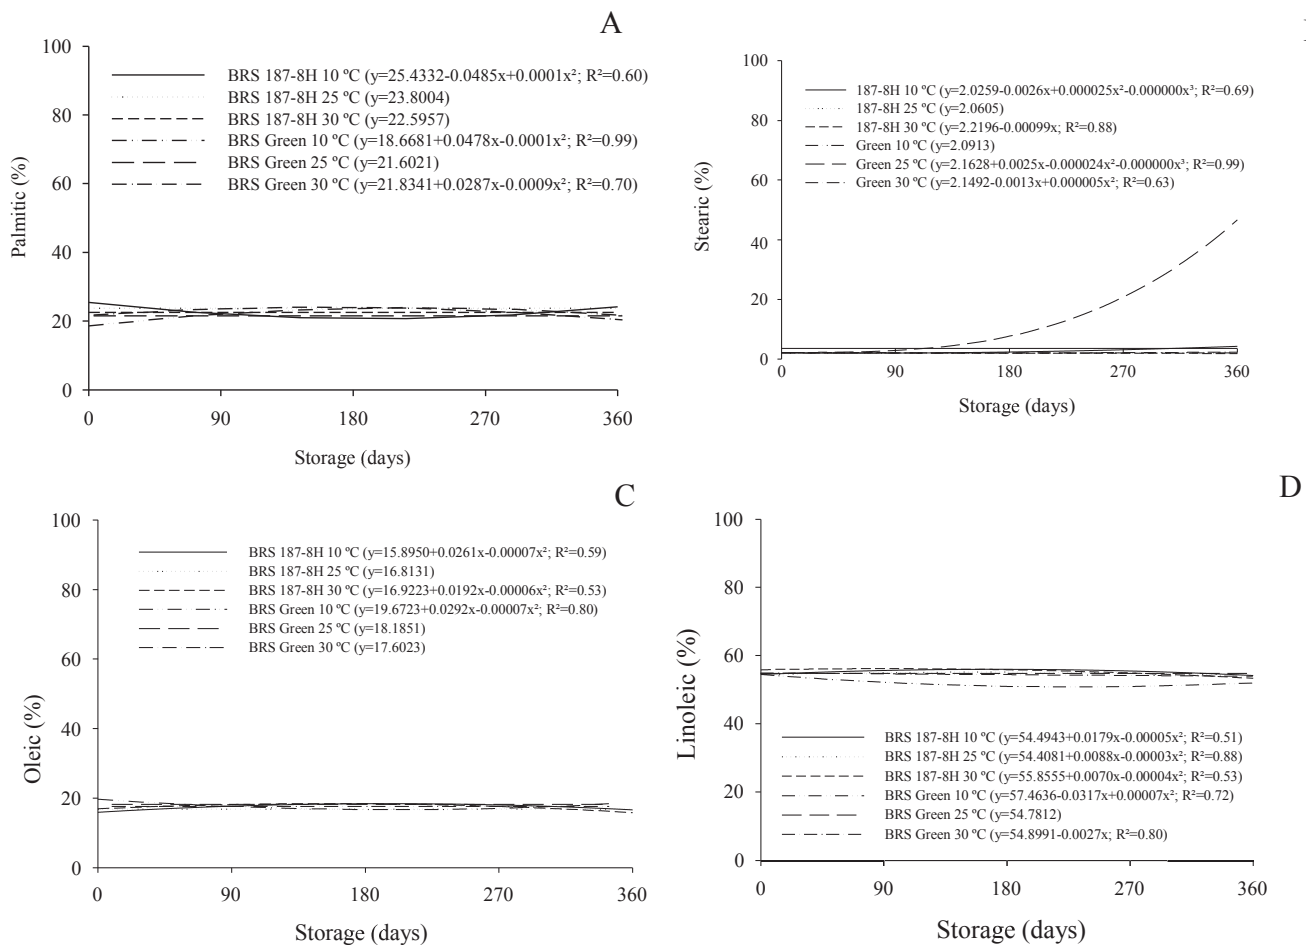 A
100
80
60
40
20
0
Palmitic (%)
BRS 187-8H 10 ºC (y=25.4332-0.0485x+0.0001x²; R²=0.60)
BRS 187-8H 25 ºC (y=23.8004)
BRS 187-8H 30 ºC (y=22.5957)
BRS Green 10 ºC (y=18.6681+0.0478x-0.0001x²; R²=0.99)
BRS Green 25 ºC (y=21.6021)
BRS Green 30 ºC (y=21.8341+0.0287x-0.0009x²; R²=0.70)
0 90 180 270 360
Storage (days)
100
80
60
40
20
0
Stearic (%)
187-8H 10 ºC (y=2.0259-0.0026x+0.000025x²-0.000000x³; R²=0.69)
187-8H 25 ºC (y=2.0605)
187-8H 30 ºC (y=2.2196-0.00099x; R²=0.88)
Green 10 ºC (y=2.0913)
Green 25 ºC (y=2.1628+0.0025x-0.000024x²-0.000000x³; R²=0.99)
Green 30 ºC (y=2.1492-0.0013x+0.000005x²; R²=0.63)
0 90 180 270 360
Storage (days)
C
100
80
60
40
20
0
Oleic (%)
BRS 187-8H 10 ºC (y=15.8950+0.0261x-0.00007x²; R²=0.59)
BRS 187-8H 25 ºC (y=16.8131)
BRS 187-8H 30 ºC (y=16.9223+0.0192x-0.00006x²; R²=0.53)
BRS Green 10 ºC (y=19.6723+0.0292x-0.00007x²; R²=0.80)
BRS Green 25 ºC (y=18.1851)
BRS Green 30 ºC (y=17.6023)
0 90 180 270 360
Storage (days)
D
100
80
60
40
20
0
Linoleic (%)
BRS 187-8H 10 ºC (y=54.4943+0.0179x-0.00005x²; R²=0.51)
BRS 187-8H 25 ºC (y=54.4081+0.0088x-0.00003x²; R²=0.88)
BRS 187-8H 30 ºC (y=55.8555+0.0070x-0.00004x²; R²=0.53)
BRS Green 10 ºC (y=57.4636-0.0317x+0.00007x²; R²=0.72)
BRS Green 25 ºC (y=54.7812)
BRS Green 30 ºC (y=54.8991-0.0027x; R²=0.80)
0 90 180 270 360
Storage (days)